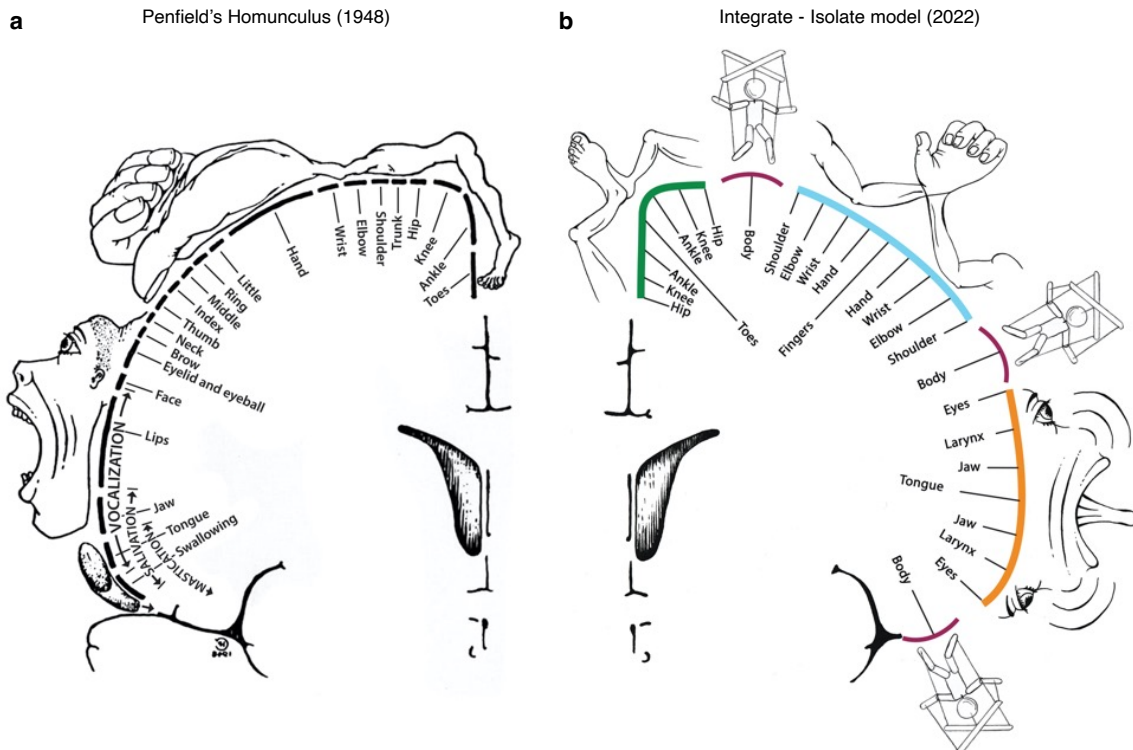 a
Penfield's Homunculus (1948)
Toes
Ankle
Knee
Hip
Trunk
Shoulder
Elbow
Wrist
Hand
Little
Ring
Middle
Index
Thumb
Neck
Brow
Eyelid and eyeball
Face
Lips
Jaw
Tongue
Swallowing
VOCALIZATION
SALIVATION
MASTICATION
b
Integrate - Isolate model (2022)
Hip
Knee
Ankle
Toes
Ankle
Knee
Hip
Body
Shoulder
Elbow
Wrist
Hand
Fingers
Hand
Wrist
Elbow
Shoulder
Body
Eyes
Larynx
Jaw
Tongue
Jaw
Larynx
Eyes
Body